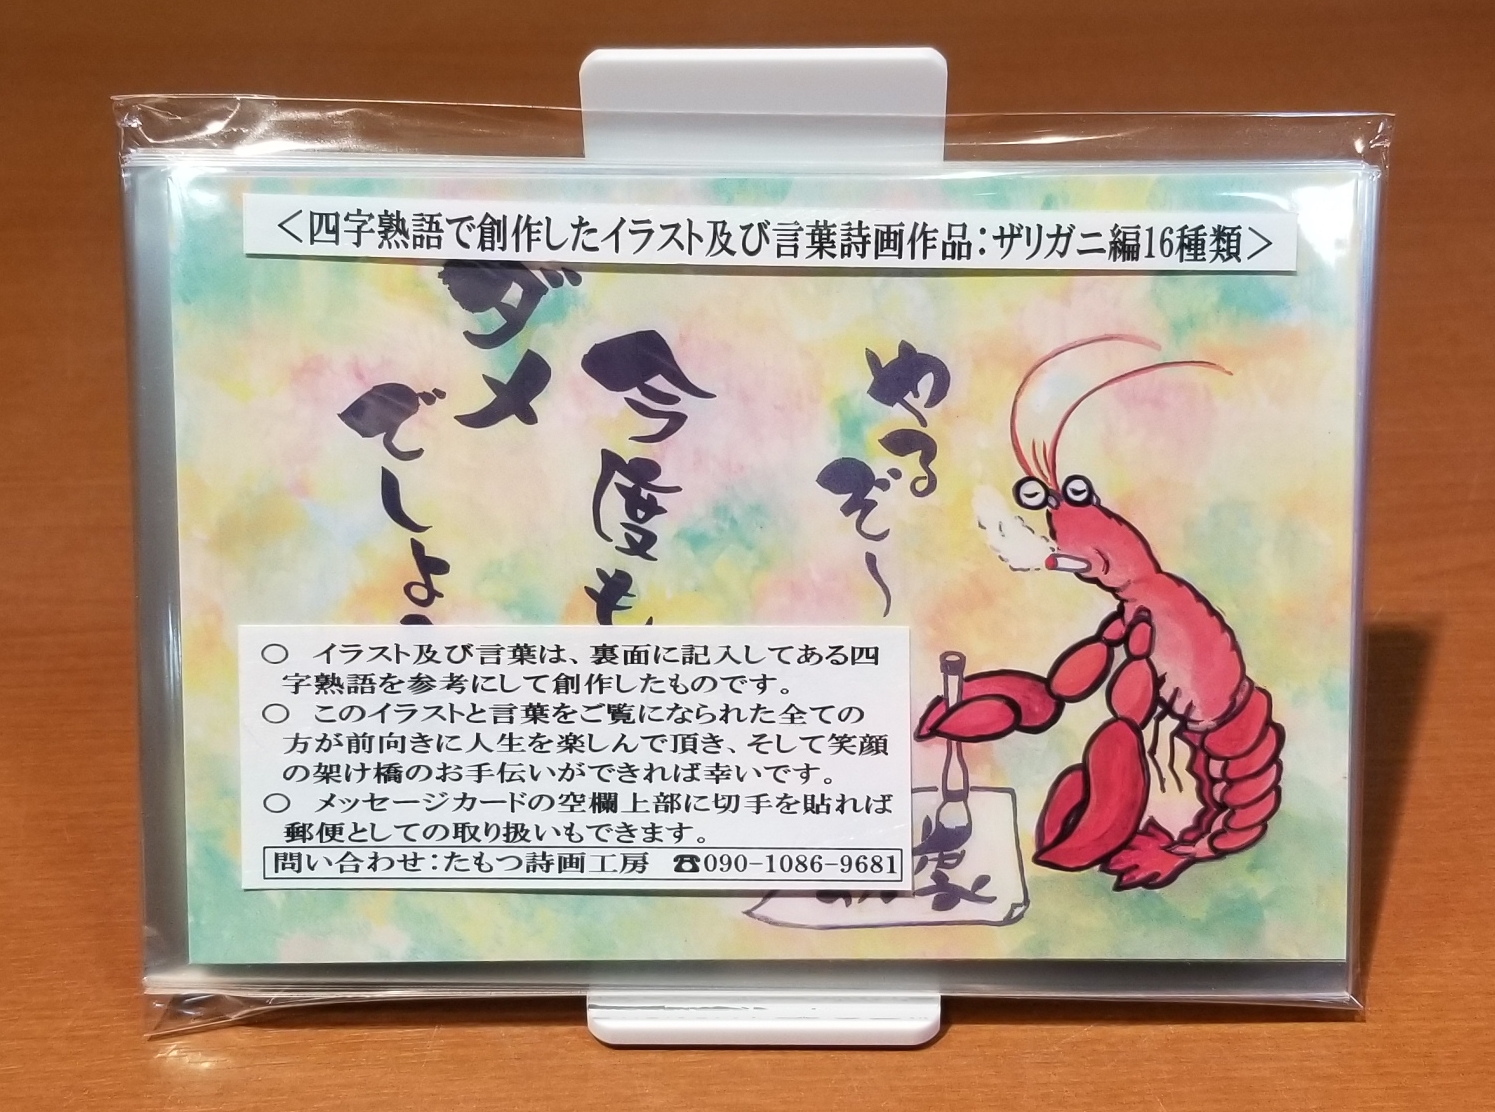 ＜四字熟語で創作したイラスト及び言葉詩画作品：ザリガニ編16種類＞
やるぞ〜
今度も
ダメ
でしょ
○　イラスト及び言葉は、裏面に記入してある四
字熟語を参考にして創作したものです。
○　このイラストと言葉をご覧になられた全ての
方が前向きに人生を楽しんで頂き、そして笑顔
の架け橋のお手伝いができれば幸いです。
○　メッセージカードの空欄上部に切手を貼れば
郵便としての取り扱いもできます。
問い合わせ：たもつ詩画工房　☎090-1086-9681